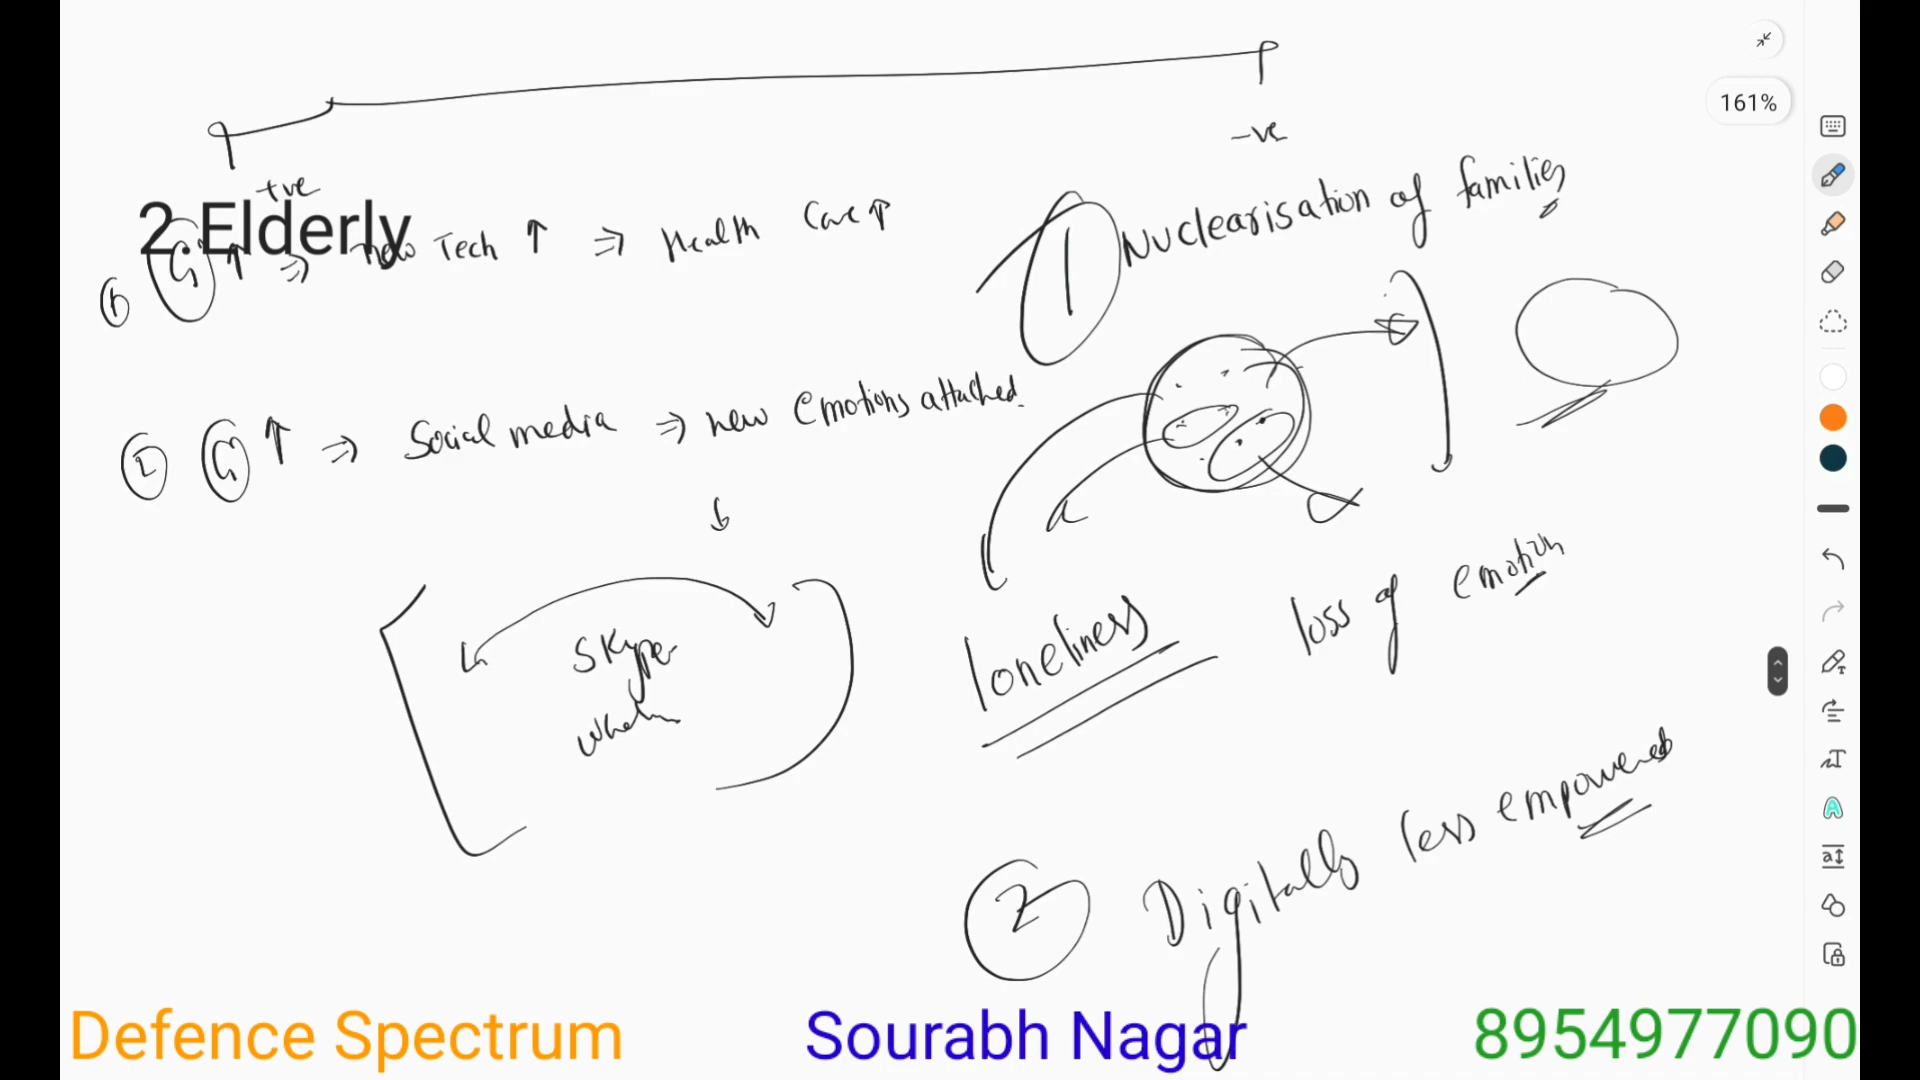 161%
+ve
-ve
2.Elderly
① G ↑ ⇒ new Tech ↑ ⇒ Health Care ↑
② G ↑ ⇒ Social media ⇒ new emotions attached.
Skype
1 Nuclearisation of families
loneliness loss of emotion
2 Digitally less empowered
Defence Spectrum Sourabh Nagar 8954977090